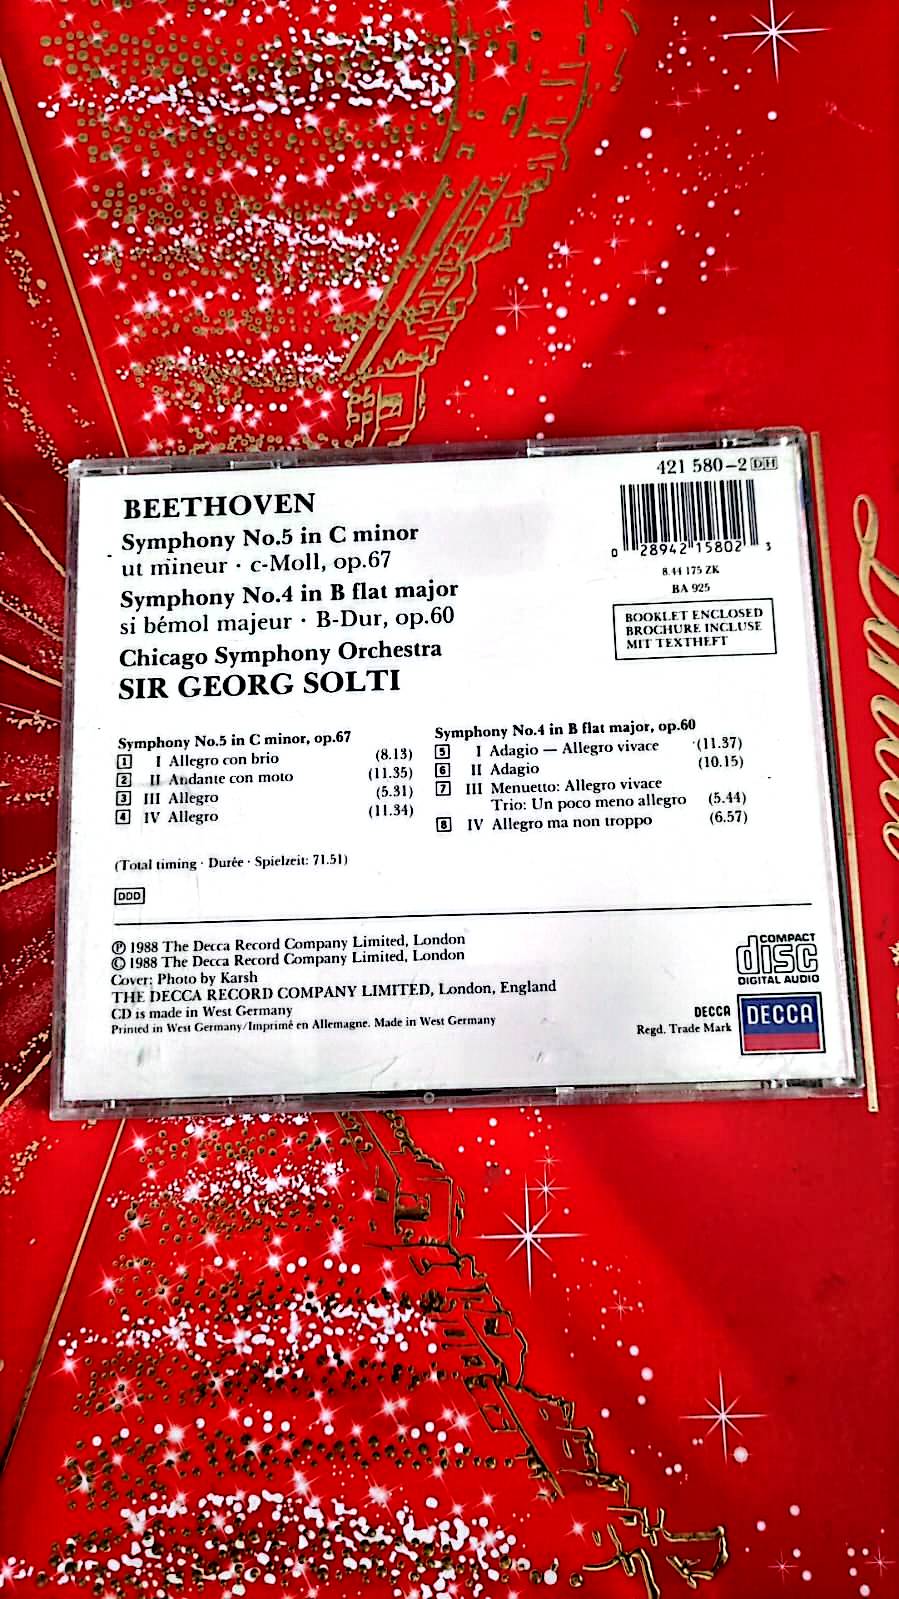 421 580-2 DH
BEETHOVEN
Symphony No.5 in C minor
ut mineur · c-Moll, op.67
Symphony No.4 in B flat major
si bémol majeur · B-Dur, op.60
Chicago Symphony Orchestra
SIR GEORG SOLTI
0 28942 15802 3
8.44 175 ZK
BA 925
BOOKLET ENCLOSED
BROCHURE INCLUSE
MIT TEXTHEFT
Symphony No.5 in C minor, op.67
1 I Allegro con brio (8.13)
2 II Andante con moto (11.35)
3 III Allegro (5.31)
4 IV Allegro (11.34)
Symphony No.4 in B flat major, op.60
5 I Adagio — Allegro vivace (11.37)
6 II Adagio (10.15)
7 III Menuetto: Allegro vivace
Trio: Un poco meno allegro (5.44)
8 IV Allegro ma non troppo (6.57)
(Total timing · Durée · Spielzeit: 71.51)
DDD
℗ 1988 The Decca Record Company Limited, London
© 1988 The Decca Record Company Limited, London
Cover: Photo by Karsh
THE DECCA RECORD COMPANY LIMITED, London, England
CD is made in West Germany
Printed in West Germany/Imprimé en Allemagne. Made in West Germany
COMPACT
disc
DIGITAL AUDIO
DECCA
Regd. Trade Mark
DECCA